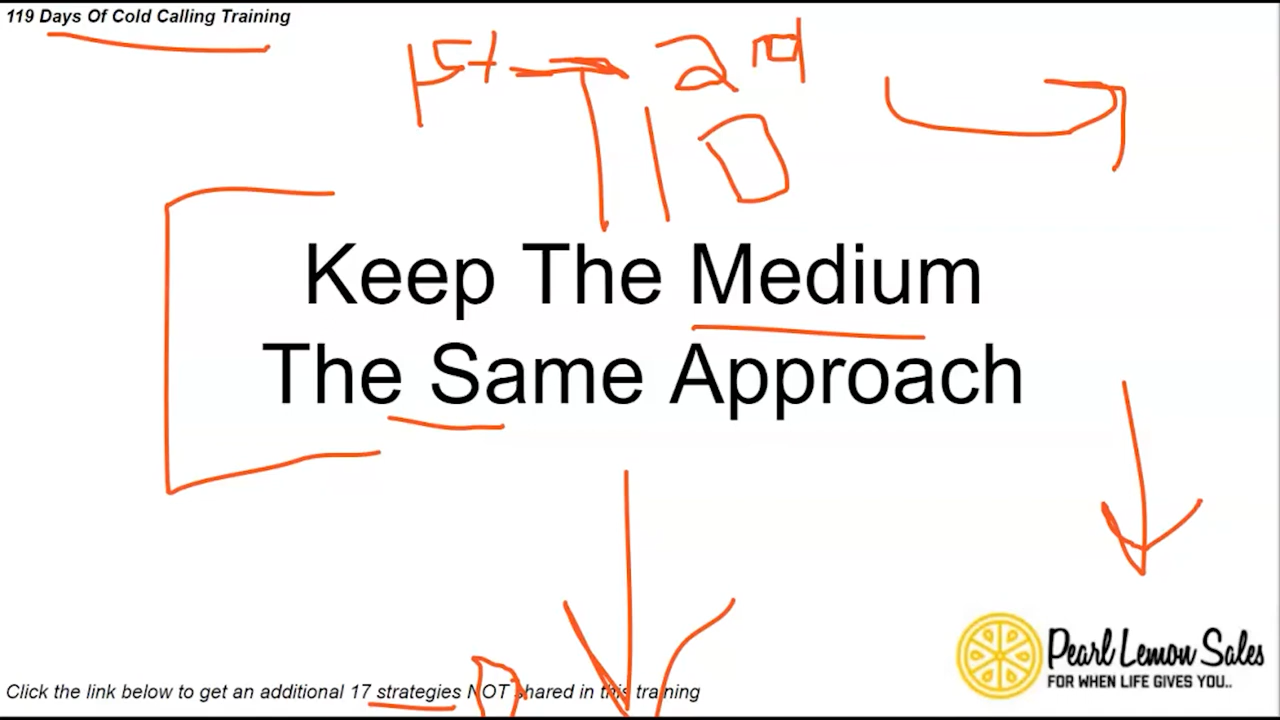 119 Days Of Cold Calling Training
1st 2nd
10
Keep The Medium
The Same Approach
Pearl Lemon Sales
FOR WHEN LIFE GIVES YOU..
Click the link below to get an additional 17 strategies NOT shared in this training